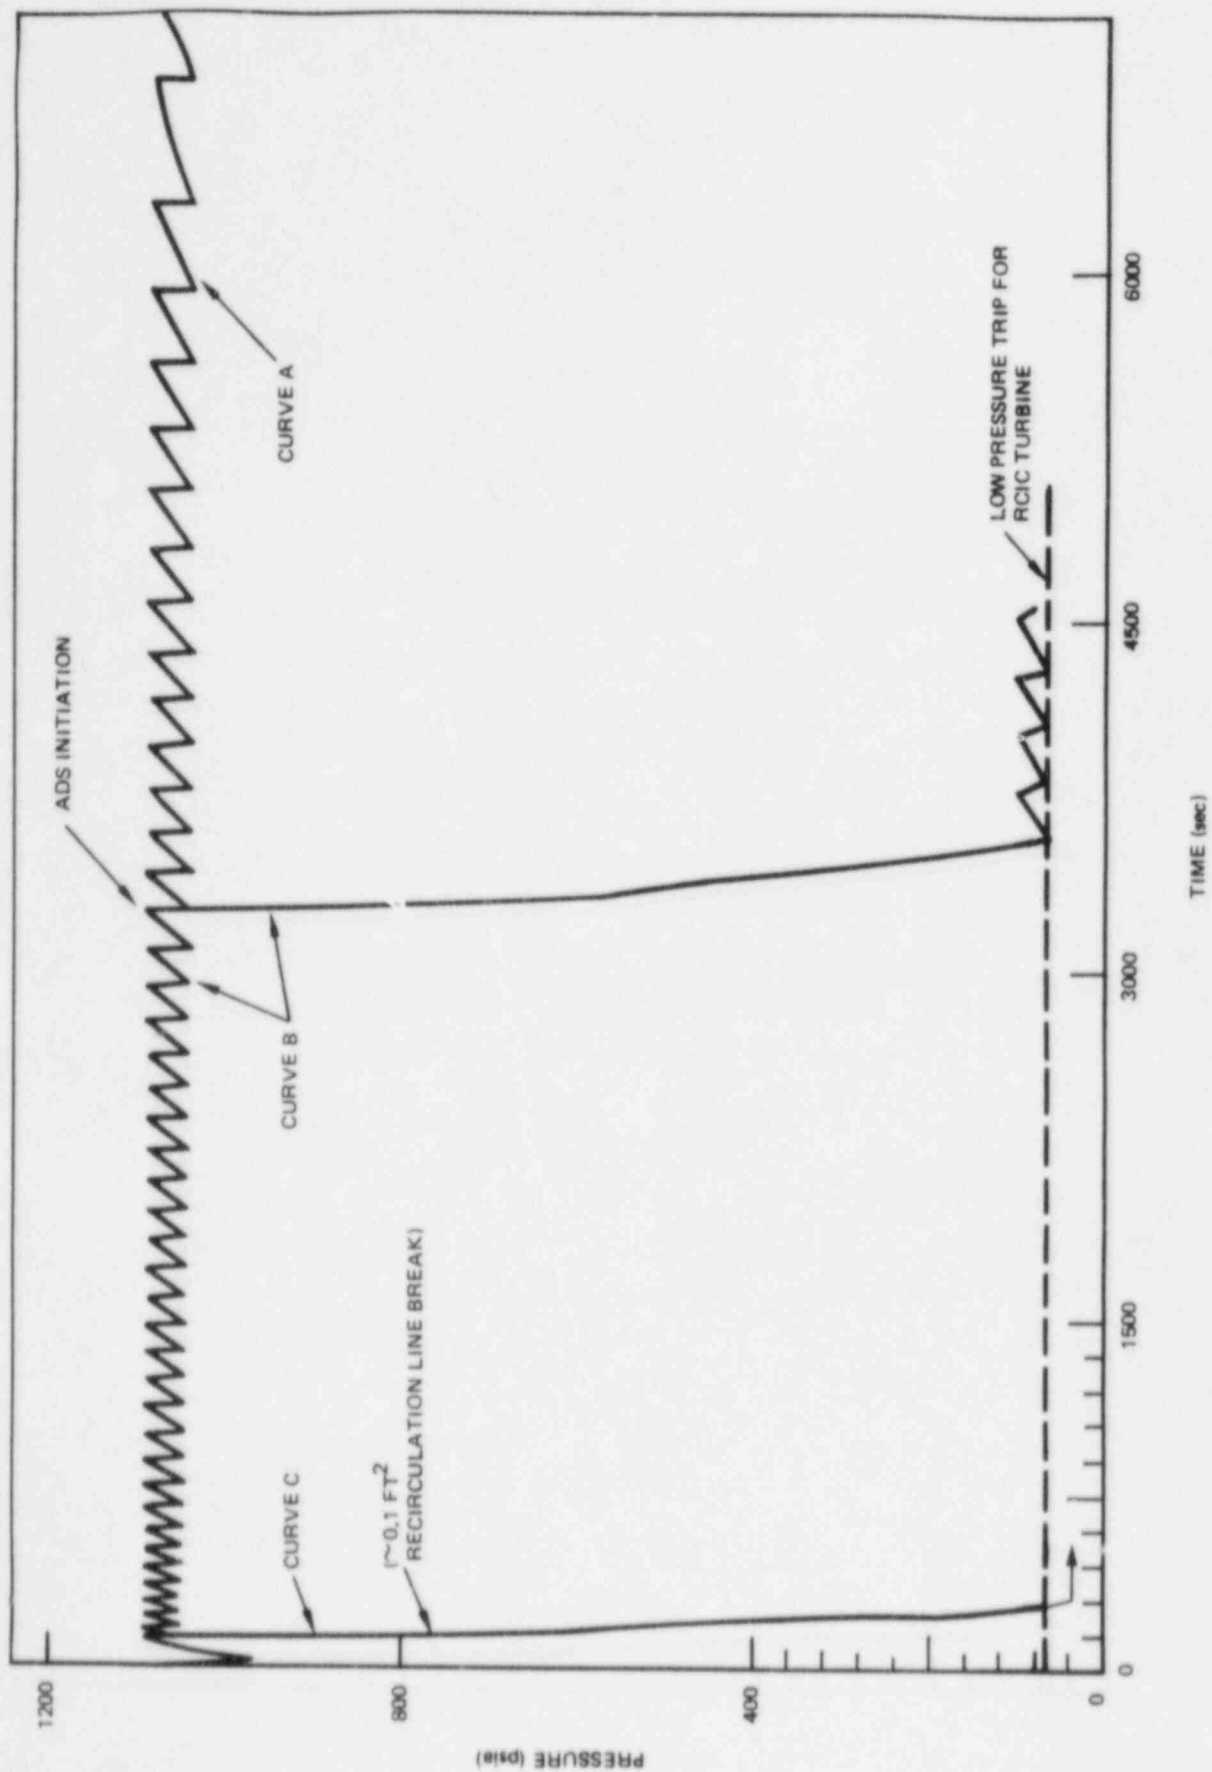 1200
800
400
0
PRESSURE (psia)
ADS INITIATION
CURVE A
CURVE B
CURVE C
(~0.1 FT²
RECIRCULATION LINE BREAK)
LOW PRESSURE TRIP FOR
RCIC TURBINE
0
1500
3000
4500
6000
TIME (sec)